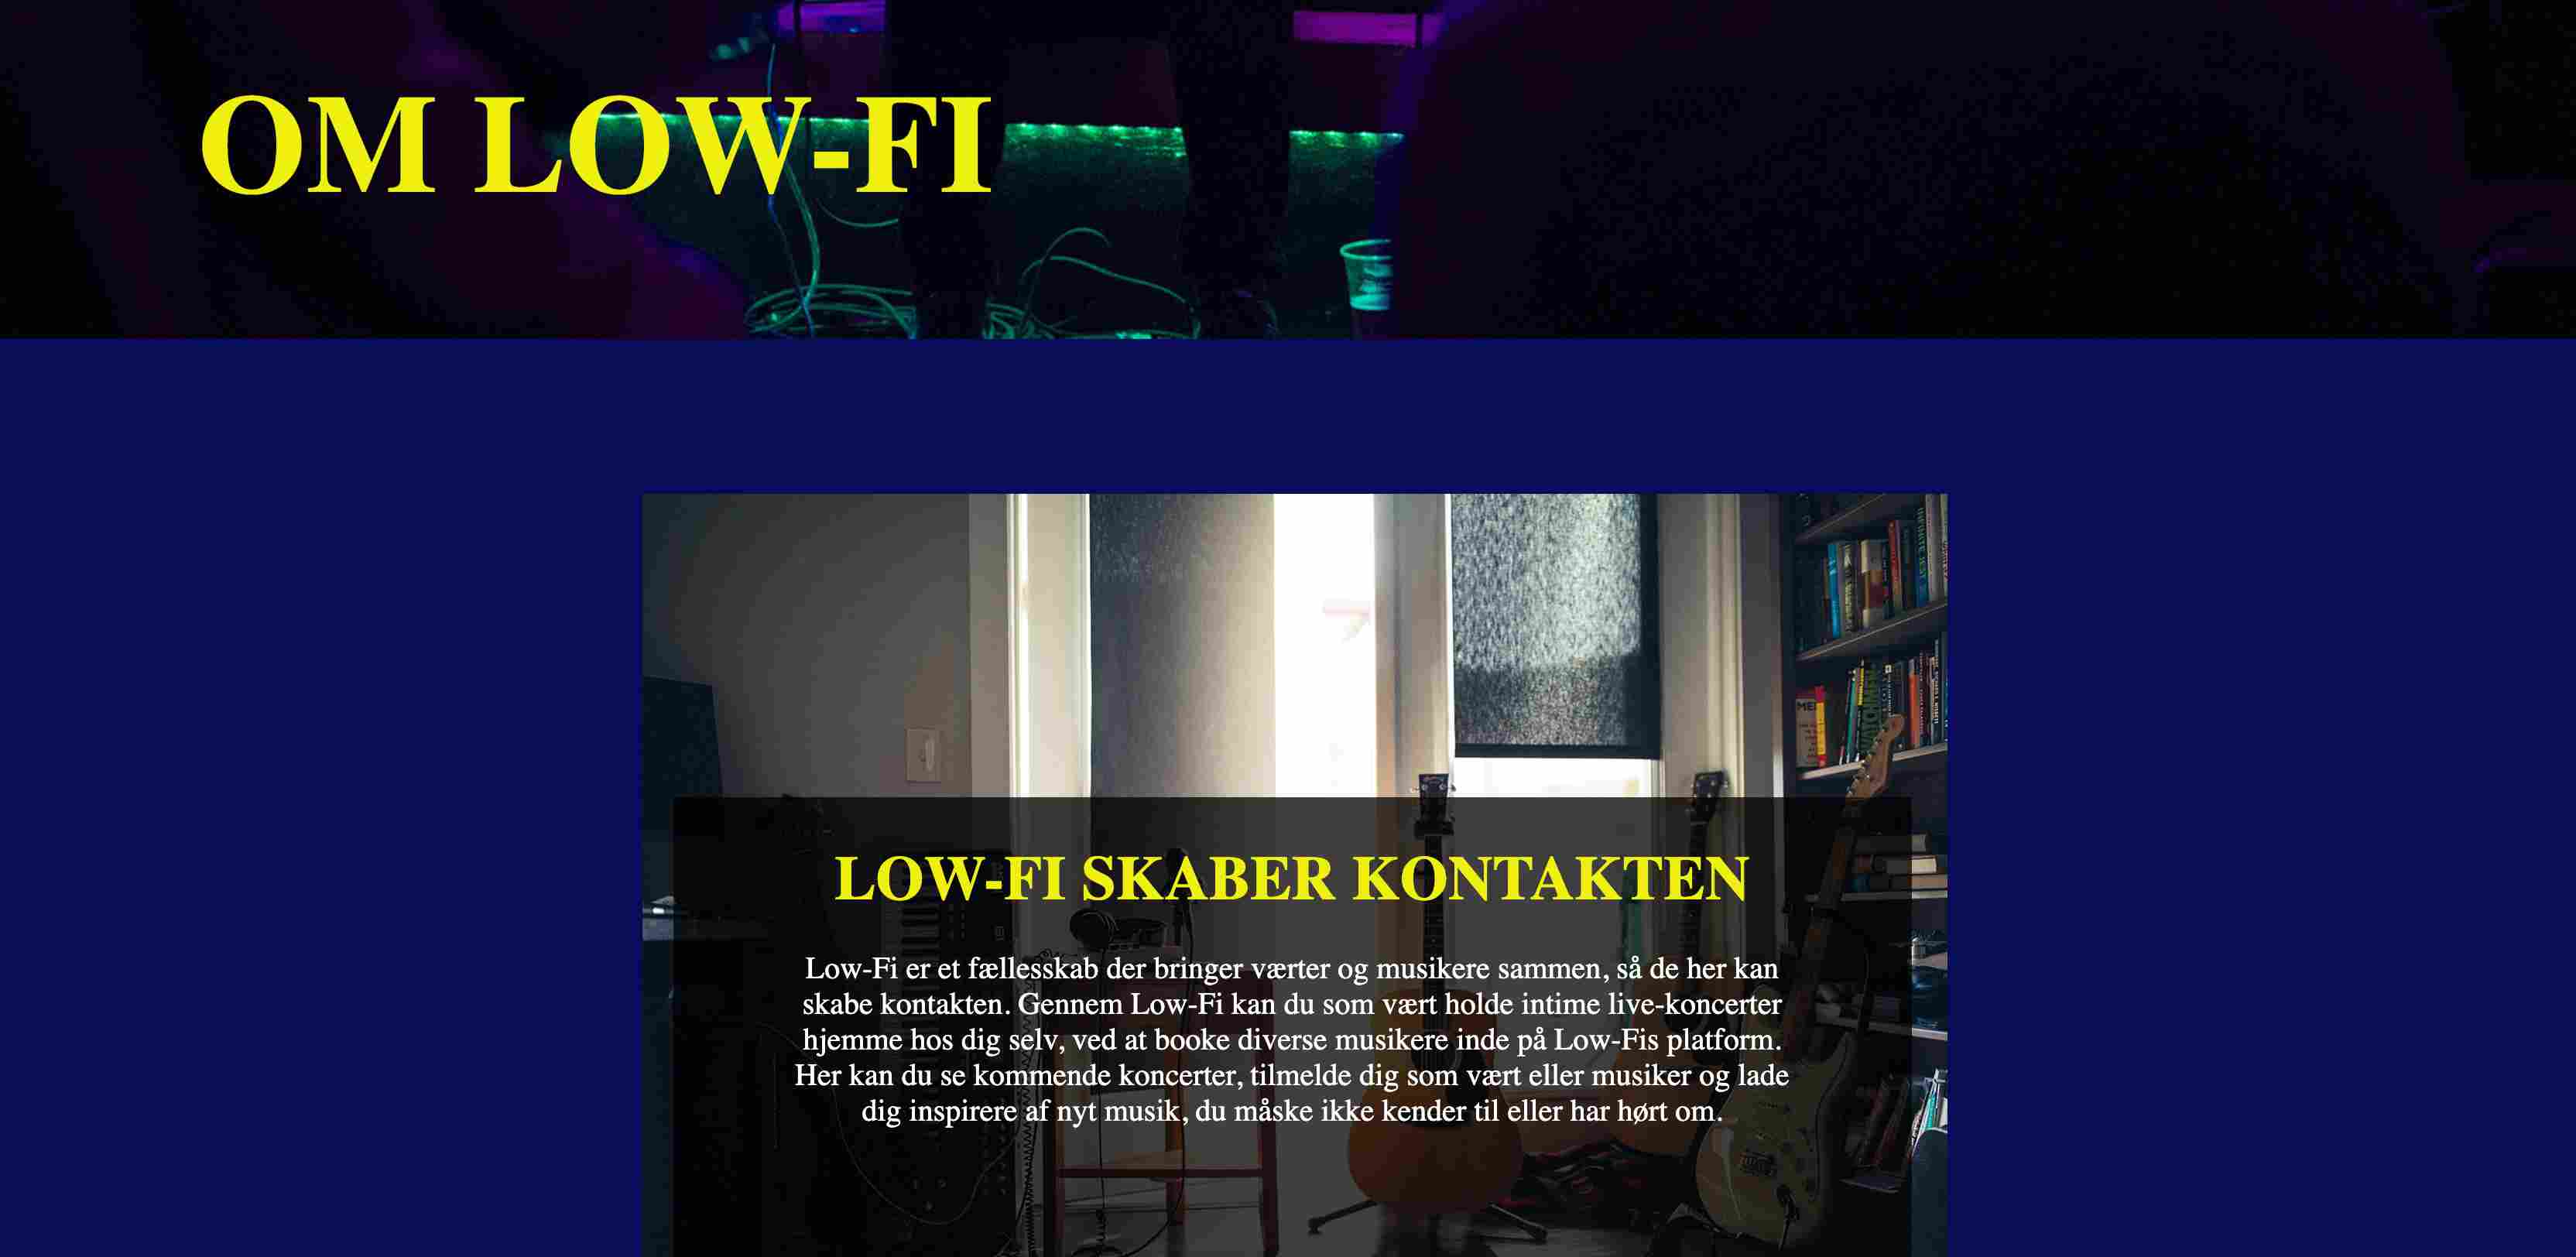 OM LOW-FI
LOW-FI SKABER KONTAKTEN
Low-Fi er et fællesskab der bringer værter og musikere sammen, så de her kan
skabe kontakten. Gennem Low-Fi kan du som vært holde intime live-koncerter
hjemme hos dig selv, ved at booke diverse musikere inde på Low-Fis platform.
Her kan du se kommende koncerter, tilmelde dig som vært eller musiker og lade
dig inspirere af nyt musik, du måske ikke kender til eller har hørt om.
INFINITE JEST
WATCHMEN